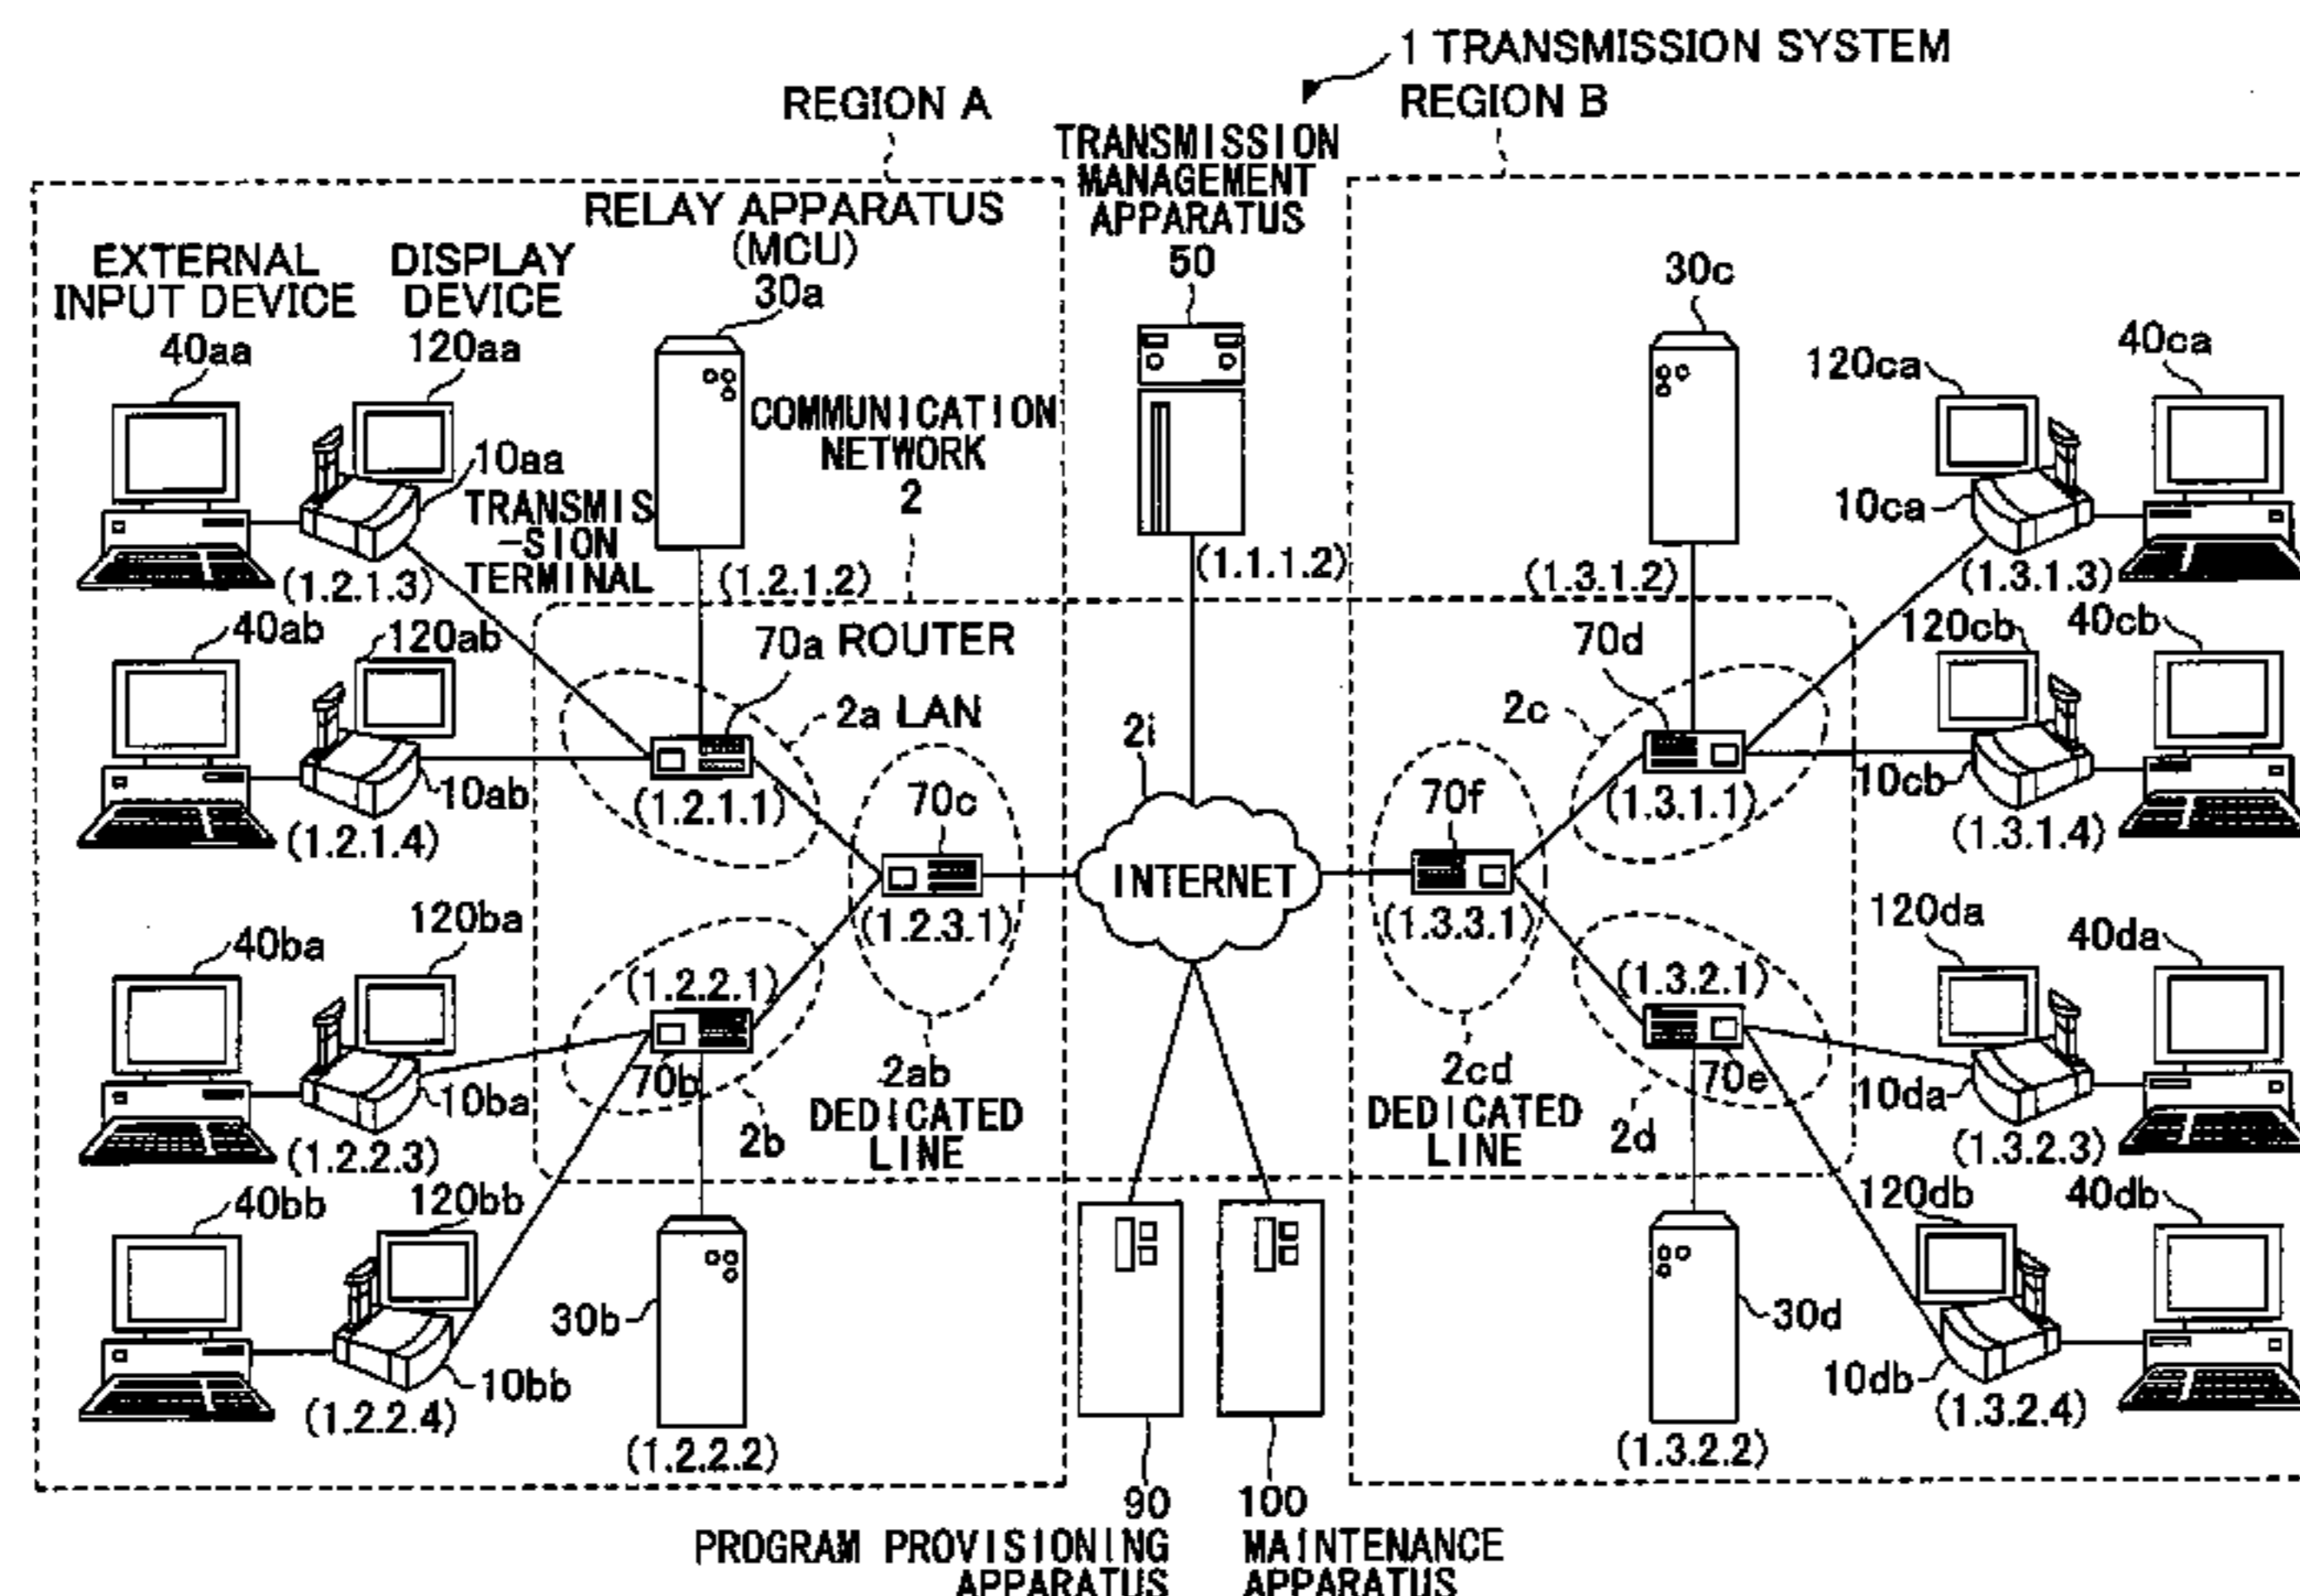 1 TRANSMISSION SYSTEM
REGION A
REGION B
TRANSMISSION
MANAGEMENT
APPARATUS
50
RELAY APPARATUS
(MCU)
30a
30c
EXTERNAL
INPUT DEVICE
40aa
DISPLAY
DEVICE
120aa
120ca
40ca
COMMUNICATION
NETWORK
2
10aa
TRANSMIS
-SION
TERMINAL
10ca
(1.2.1.3)
(1.2.1.2)
(1.1.1.2)
(1.3.1.2)
(1.3.1.3)
40ab
120ab
70a ROUTER
70d
120cb
40cb
2a LAN
2i
2c
10ab
(1.2.1.1)
70c
70f
(1.3.1.1)
10cb
(1.2.1.4)
(1.3.1.4)
INTERNET
40ba
120ba
(1.2.3.1)
(1.3.3.1)
120da
40da
(1.2.2.1)
(1.3.2.1)
10ba
70b
2ab
DEDICATED
LINE
2cd
DEDICATED
LINE
70e
10da
2b
2d
(1.2.2.3)
(1.3.2.3)
40bb
120bb
120db
40db
30b
30d
10bb
10db
(1.2.2.4)
(1.3.2.4)
(1.2.2.2)
(1.3.2.2)
90
PROGRAM PROVISIONING
APPARATUS
100
MAINTENANCE
APPARATUS